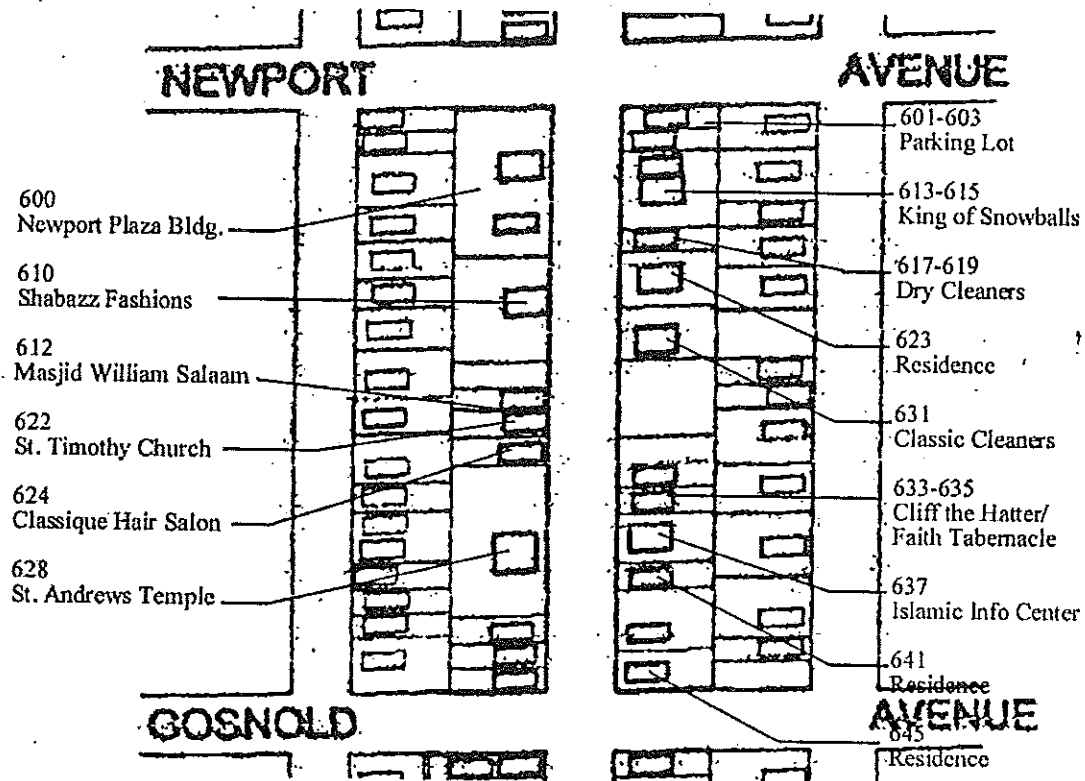 NEWPORT AVENUE
600
Newport Plaza Bldg.
610
Shabazz Fashions
612
Masjid William Salaam
622
St. Timothy Church
624
Classique Hair Salon
628
St. Andrews Temple
601-603
Parking Lot
613-615
King of Snowballs
617-619
Dry Cleaners
623
Residence
631
Classic Cleaners
633-635
Cliff the Hatter/
Faith Tabernacle
637
Islamic Info Center
641
Residence
645
Residence
GOSNOLD AVENUE